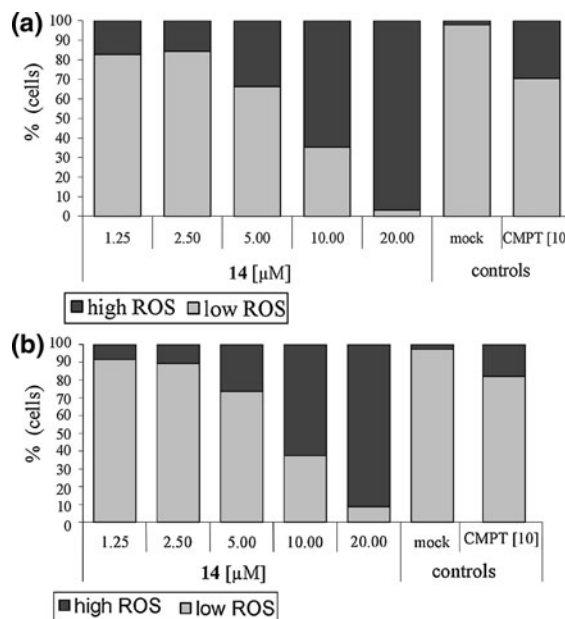 (a)
100
90
80
70
60
50
40
30
20
10
0
% (cells)
1.25 2.50 5.00 10.00 20.00 mock CMPT [10
14 [µM] controls
high ROS low ROS
(b)
100
90
80
70
60
50
40
30
20
10
0
% (cells)
1.25 2.50 5.00 10.00 20.00 mock CMPT [10]
14 [µM] controls
high ROS low ROS